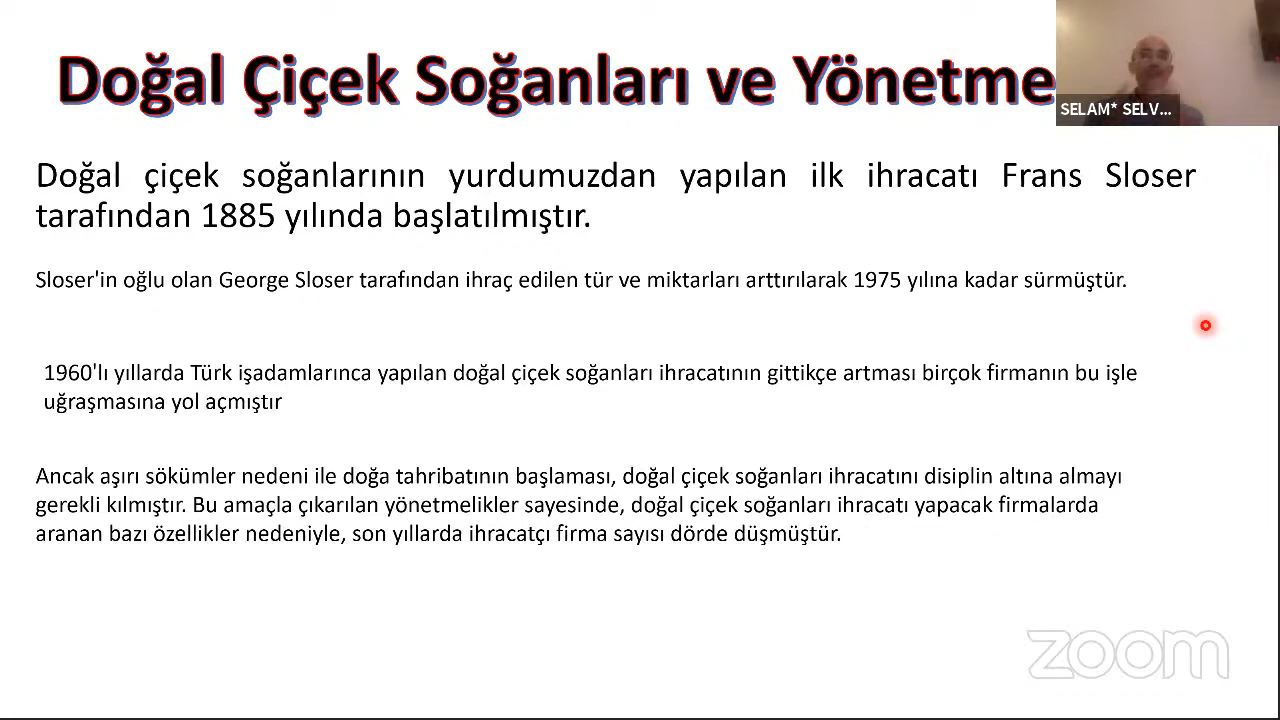 Doğal Çiçek Soğanları ve Yönetme
SELAM* SELV...
Doğal çiçek soğanlarının yurdumuzdan yapılan ilk ihracatı Frans Sloser
tarafından 1885 yılında başlatılmıştır.
Sloser'in oğlu olan George Sloser tarafından ihraç edilen tür ve miktarları arttırılarak 1975 yılına kadar sürmüştür.
1960'lı yıllarda Türk işadamlarınca yapılan doğal çiçek soğanları ihracatının gittikçe artması birçok firmanın bu işle
uğraşmasına yol açmıştır
Ancak aşırı sökümler nedeni ile doğa tahribatının başlaması, doğal çiçek soğanları ihracatını disiplin altına almayı
gerekli kılmıştır. Bu amaçla çıkarılan yönetmelikler sayesinde, doğal çiçek soğanları ihracatı yapacak firmalarda
aranan bazı özellikler nedeniyle, son yıllarda ihracatçı firma sayısı dörde düşmüştür.
zoom